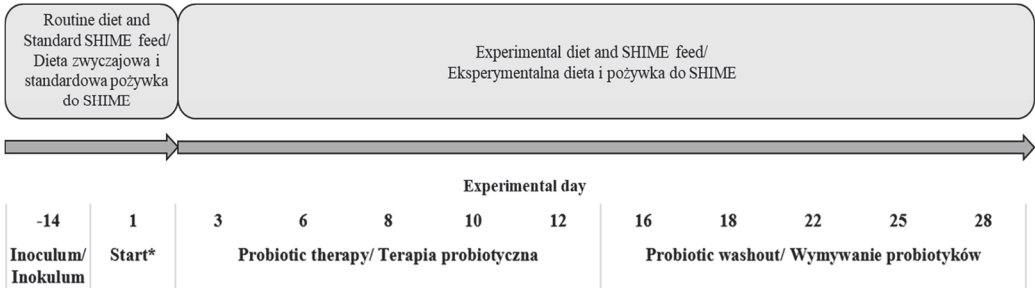 Routine diet and
Standard SHIME feed/
Dieta zwyczajowa i
standardowa pożywka
do SHIME
Experimental diet and SHIME feed/
Eksperymentalna dieta i pożywka do SHIME
Experimental day
-14 1 3 6 8 10 12 16 18 22 25 28
Inoculum/ Start* Probiotic therapy/ Terapia probiotyczna Probiotic washout/ Wymywanie probiotyków
Inokulum